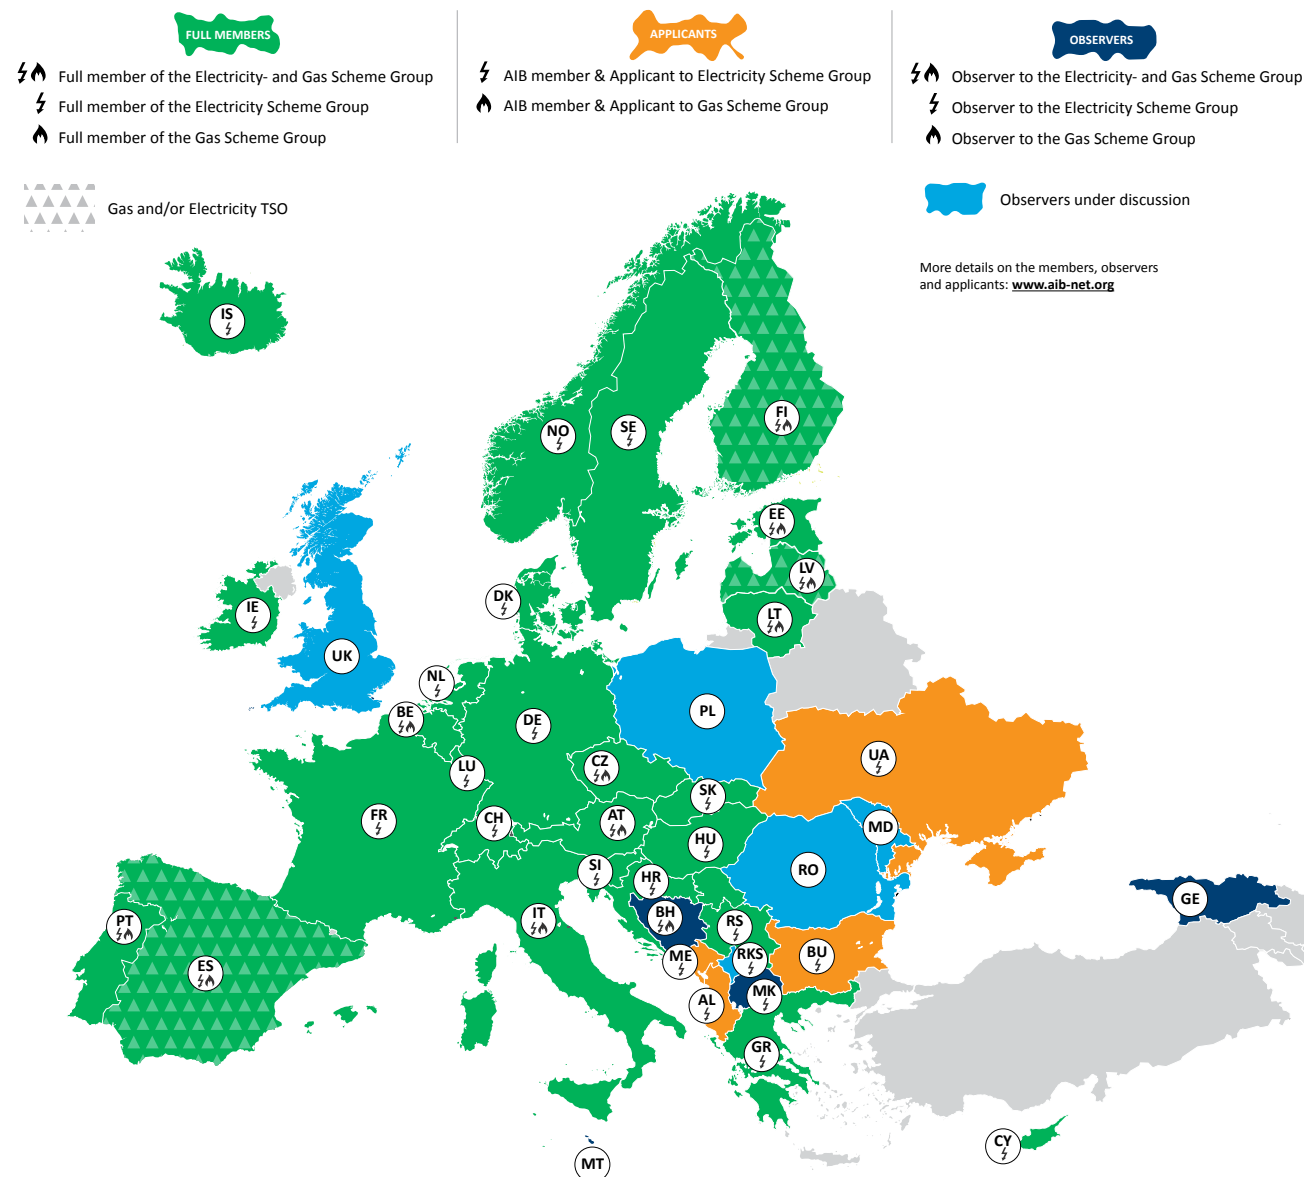 FULL MEMBERS
Full member of the Electricity- and Gas Scheme Group
Full member of the Electricity Scheme Group
Full member of the Gas Scheme Group
APPLICANTS
AIB member & Applicant to Electricity Scheme Group
AIB member & Applicant to Gas Scheme Group
OBSERVERS
Observer to the Electricity- and Gas Scheme Group
Observer to the Electricity Scheme Group
Observer to the Gas Scheme Group
Gas and/or Electricity TSO
Observers under discussion
More details on the members, observers
and applicants: www.aib-net.org
IS
NO
SE
FI
EE
LV
LT
DK
IE
UK
NL
BE
DE
PL
LU
CZ
UA
SK
FR
CH
AT
HU
MD
SI
HR
RO
GE
PT
IT
BH
RS
ES
ME
RKS
BU
AL
MK
GR
CY
MT